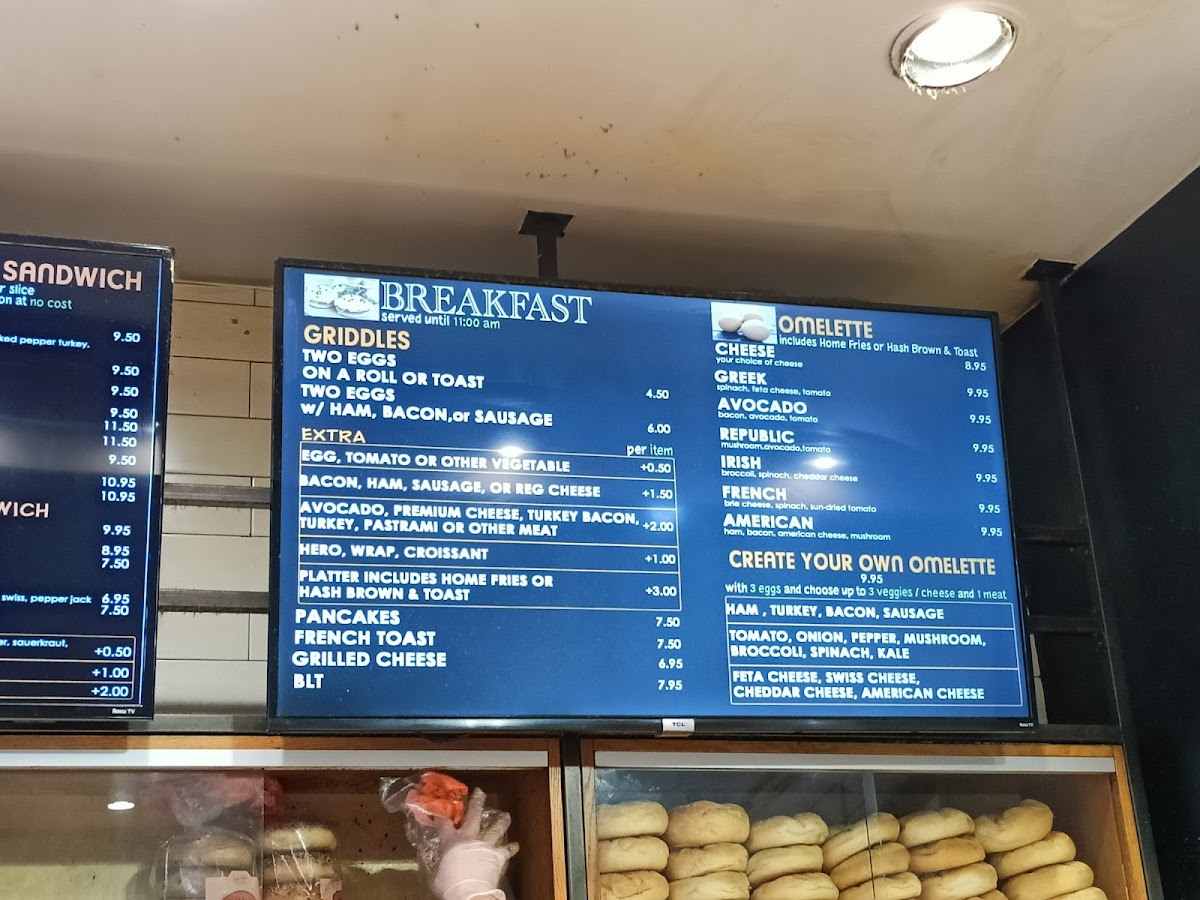 SANDWICH
r slice
on at no cost
ked pepper turkey, 9.50
9.50
9.50
9.50
11.50
11.50
9.50
10.95
10.95
WICH
9.95
8.95
7.50
swiss, pepper jack 6.95
7.50
er, sauerkraut,
+0.50
+1.00
+2.00
Roku TV
BREAKFAST
served until 11:00 am
GRIDDLES
TWO EGGS
ON A ROLL OR TOAST
4.50
TWO EGGS
w/ HAM, BACON,or SAUSAGE
6.00
EXTRA per item
EGG, TOMATO OR OTHER VEGETABLE +0.50
BACON, HAM, SAUSAGE, OR REG CHEESE +1.50
AVOCADO, PREMIUM CHEESE, TURKEY BACON,
TURKEY, PASTRAMI OR OTHER MEAT +2.00
HERO, WRAP, CROISSANT +1.00
PLATTER INCLUDES HOME FRIES OR
HASH BROWN & TOAST +3.00
PANCAKES 7.50
FRENCH TOAST 7.50
GRILLED CHEESE 6.95
BLT 7.95
OMELETTE
includes Home Fries or Hash Brown & Toast
CHEESE 8.95
your choice of cheese
GREEK 9.95
spinach, feta cheese, tomato
AVOCADO 9.95
bacon, avocado, tomato
REPUBLIC 9.95
mushroom,avocado,tomato
IRISH 9.95
broccoli, spinach, cheddar cheese
FRENCH 9.95
brie cheese, spinach, sun-dried tomato
AMERICAN 9.95
ham, bacon, american cheese, mushroom
CREATE YOUR OWN OMELETTE
9.95
with 3 eggs and choose up to 3 veggies / cheese and 1 meat
HAM , TURKEY, BACON, SAUSAGE
TOMATO, ONION, PEPPER, MUSHROOM,
BROCCOLI, SPINACH, KALE
FETA CHEESE, SWISS CHEESE,
CHEDDAR CHEESE, AMERICAN CHEESE
TCL
Roku TV